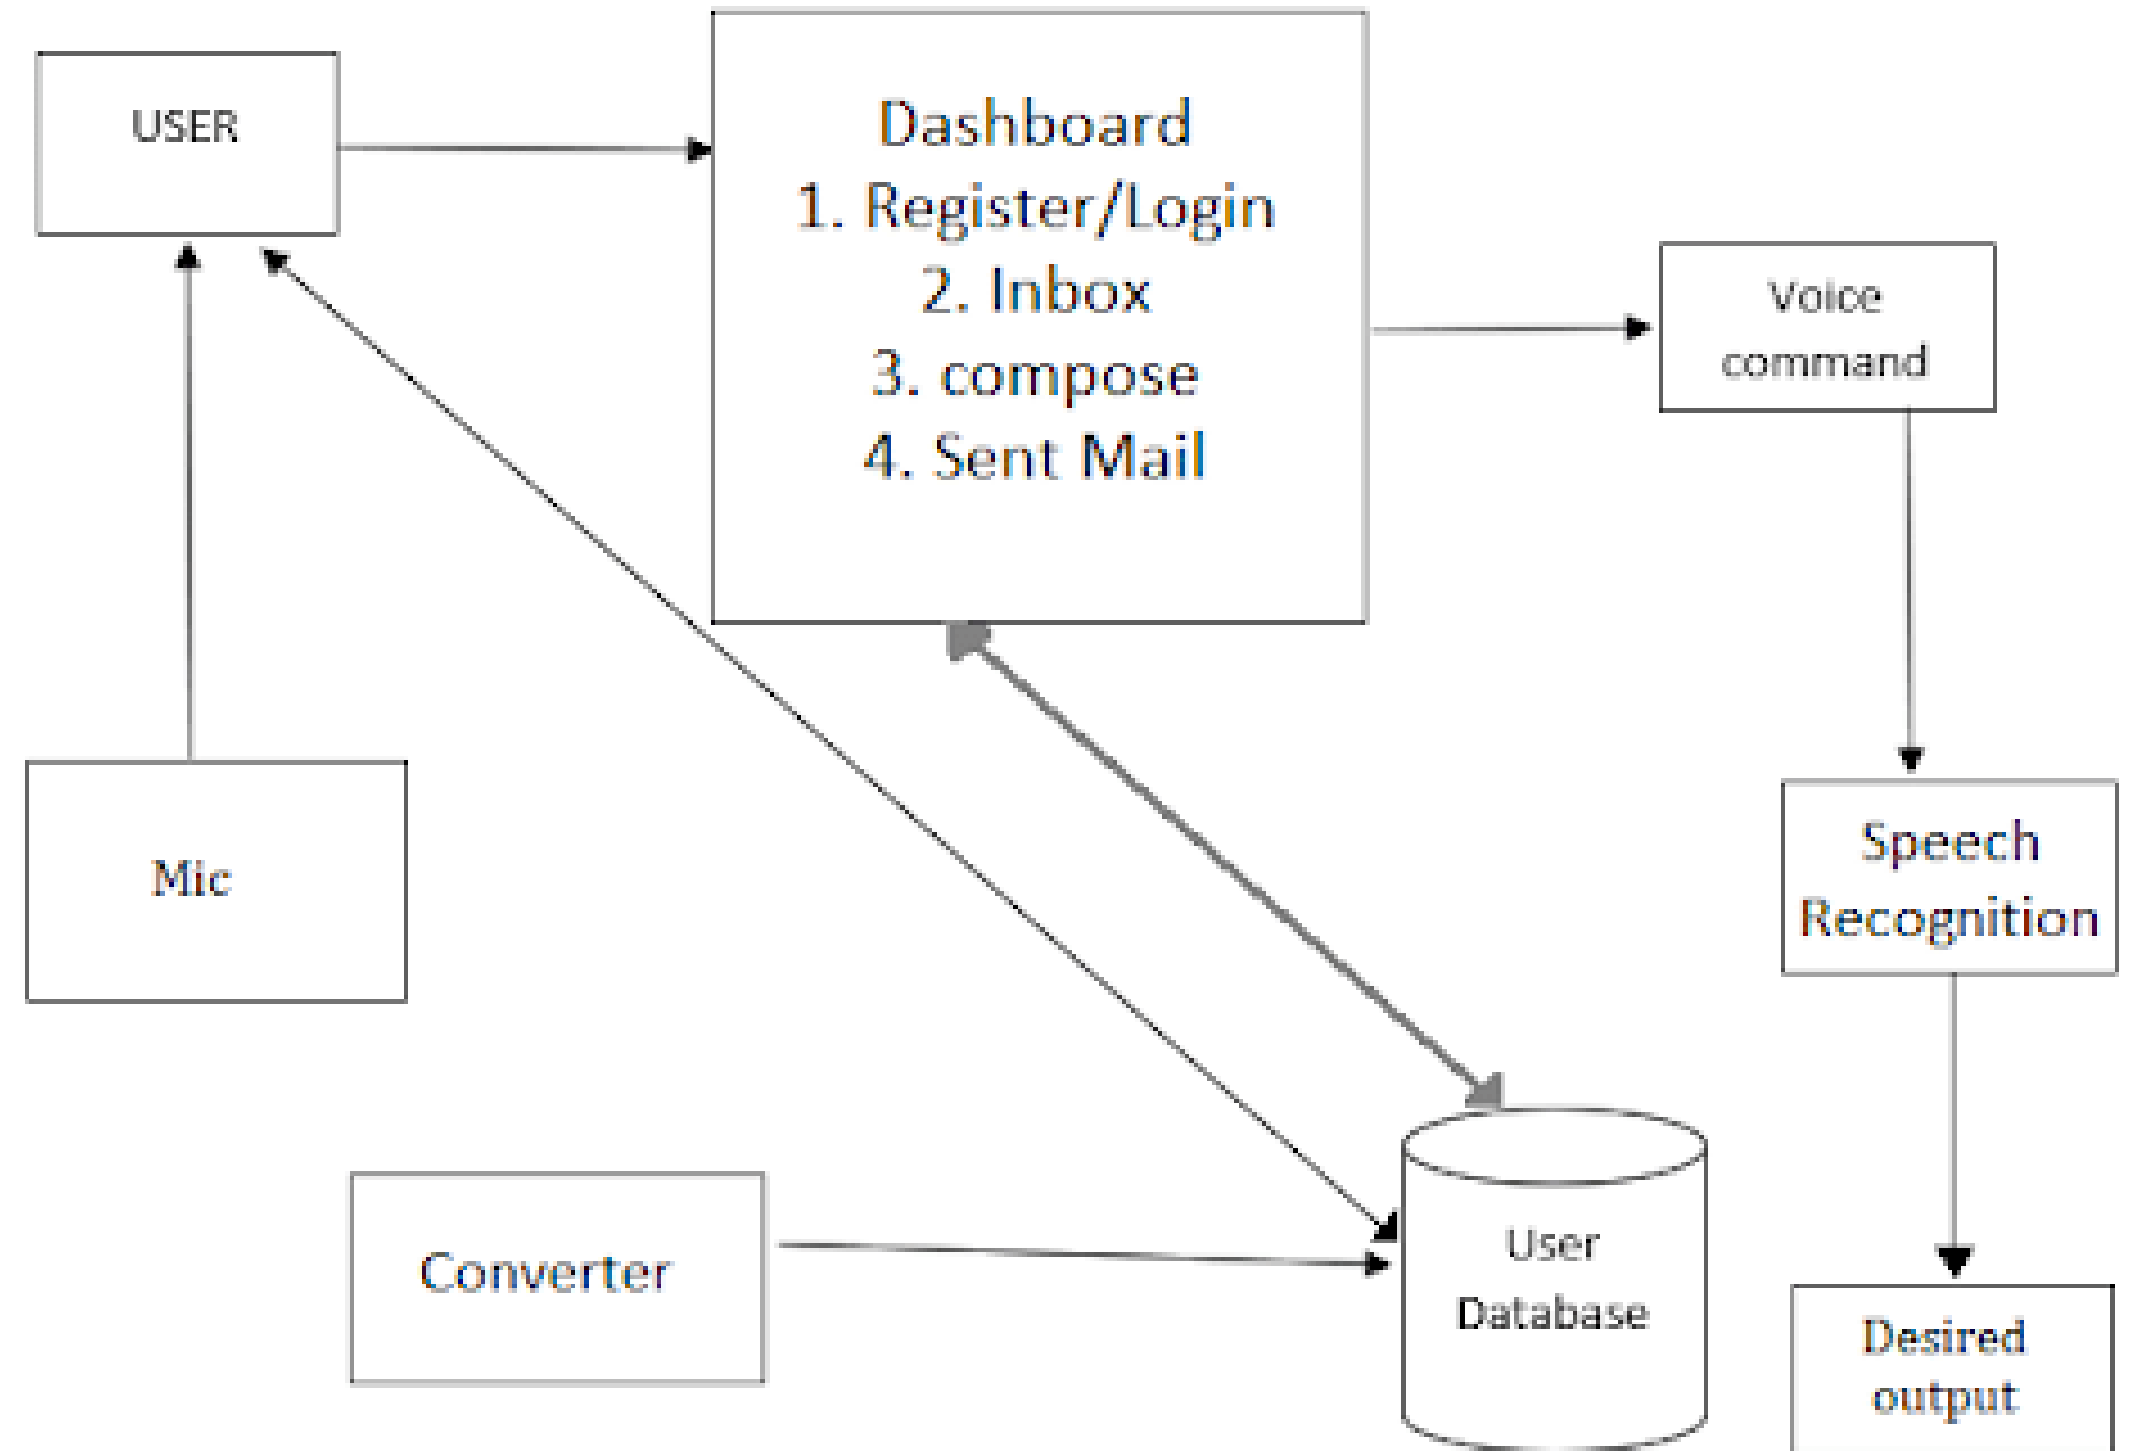 USER
Dashboard
1. Register/Login
2. Inbox
3. compose
4. Sent Mail
Voice
command
Mic
Speech
Recognition
Converter
User
Database
Desired
output